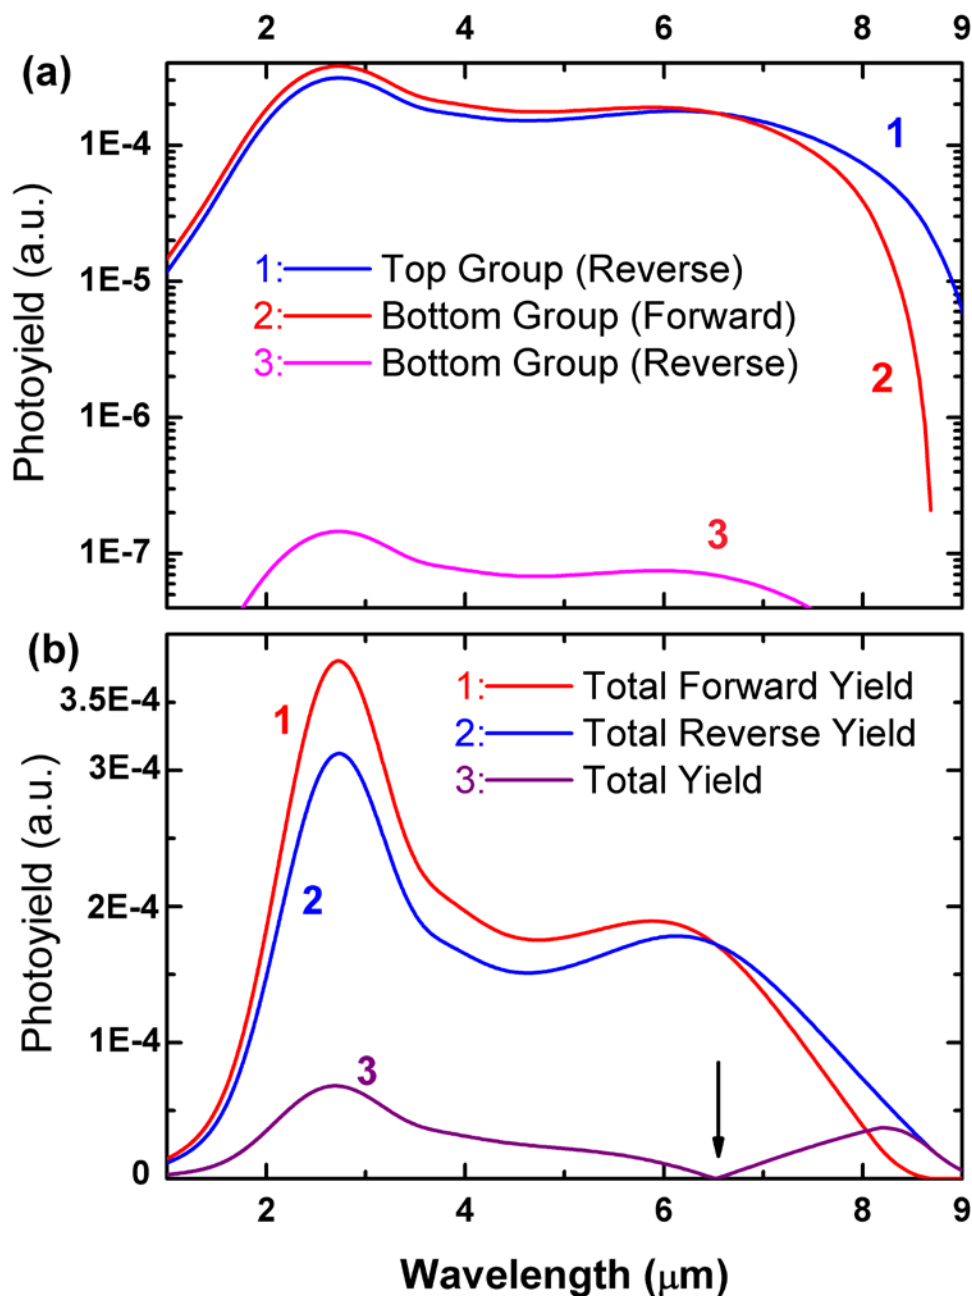 2 4 6 8 9
(a)
1E-4
1
1E-5
1: Top Group (Reverse)
2: Bottom Group (Forward)
3: Bottom Group (Reverse)
2
1E-6
3
1E-7
Photoyield (a.u.)
(b)
1: Total Forward Yield
3.5E-4
1
2: Total Reverse Yield
3E-4
3: Total Yield
2E-4
2
1E-4
3
0
Photoyield (a.u.)
2 4 6 8 9
Wavelength (μm)